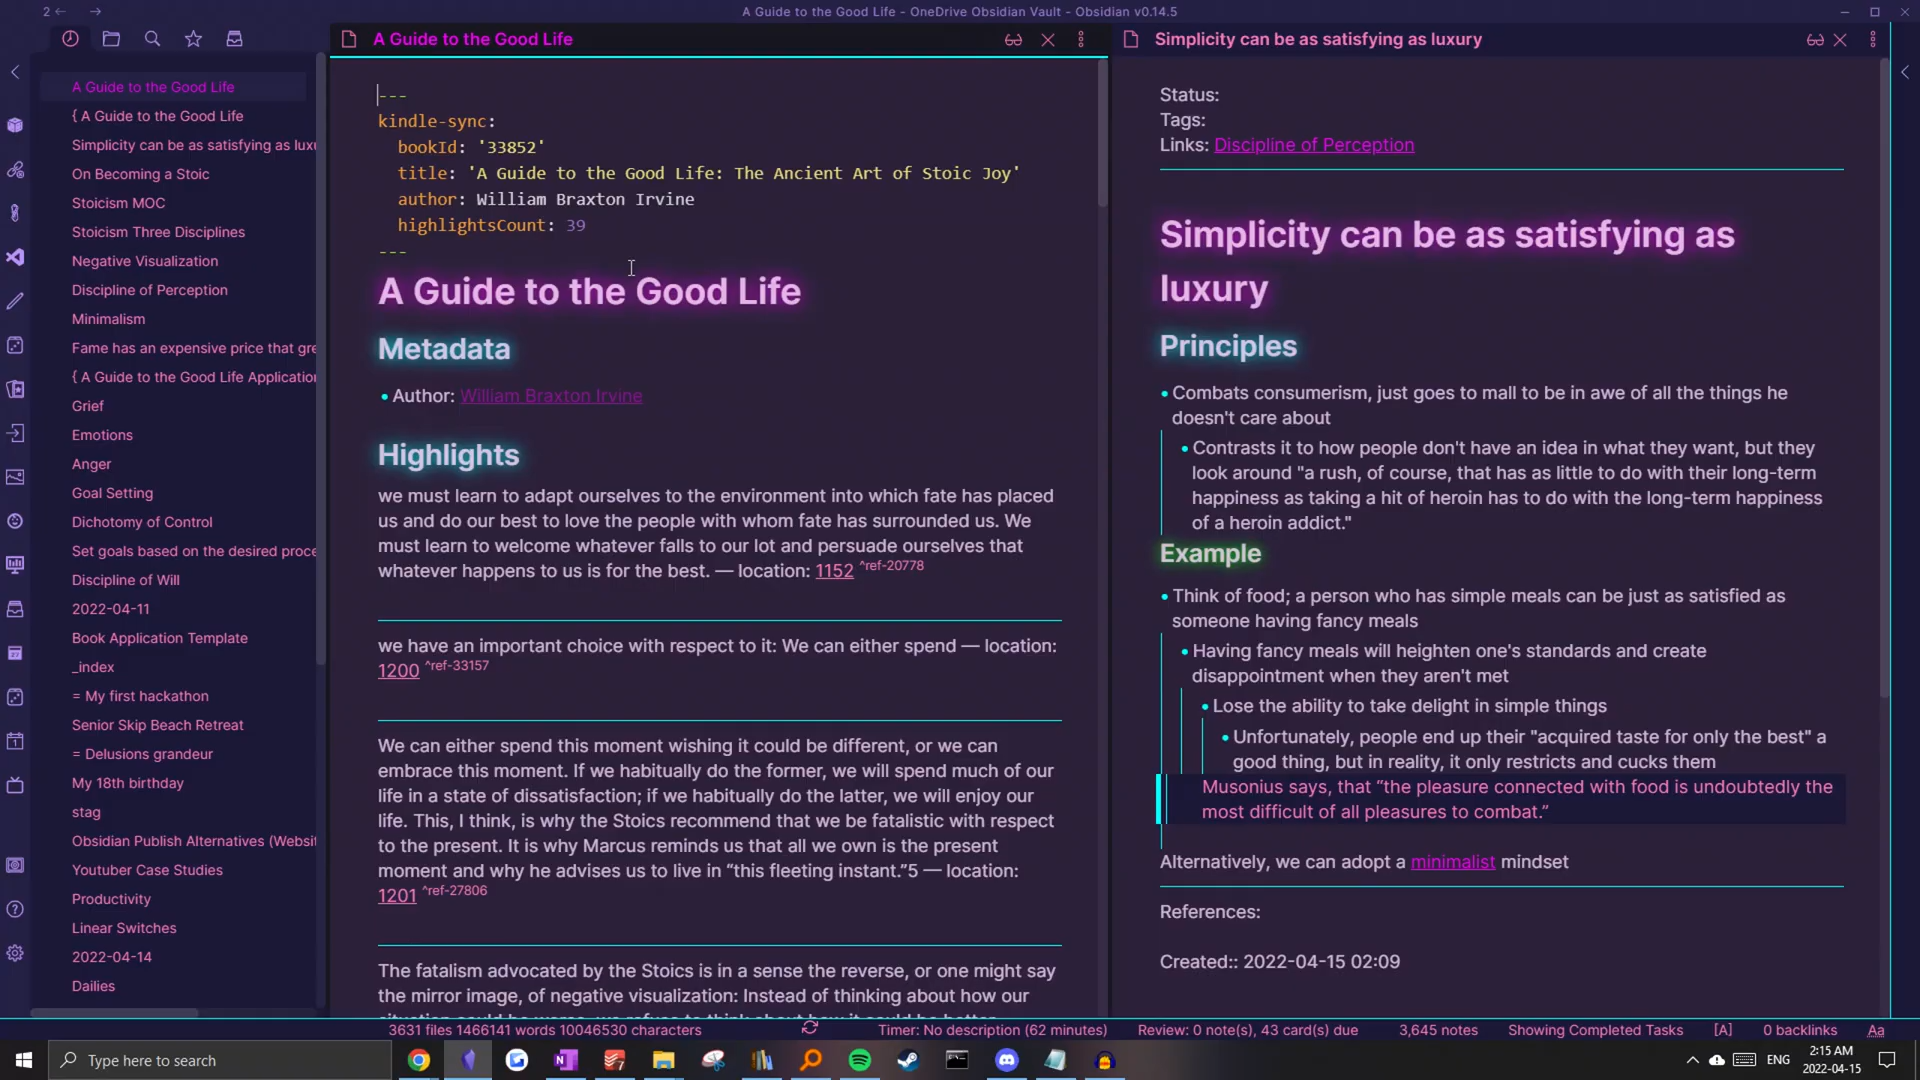 2
A Guide to the Good Life - OneDrive Obsidian Vault - Obsidian v0.14.5
A Guide to the Good Life
{ A Guide to the Good Life
Simplicity can be as satisfying as lux
On Becoming a Stoic
Stoicism MOC
Stoicism Three Disciplines
Negative Visualization
Discipline of Perception
Minimalism
Fame has an expensive price that gre
{ A Guide to the Good Life Application
Grief
Emotions
Anger
Goal Setting
Dichotomy of Control
Set goals based on the desired proce
Discipline of Will
2022-04-11
Book Application Template
_index
= My first hackathon
Senior Skip Beach Retreat
= Delusions grandeur
My 18th birthday
stag
Obsidian Publish Alternatives (Websit
Youtuber Case Studies
Productivity
Linear Switches
2022-04-14
Dailies
A Guide to the Good Life
---
kindle-sync:
bookId: '33852'
title: 'A Guide to the Good Life: The Ancient Art of Stoic Joy'
author: William Braxton Irvine
highlightsCount: 39
---
A Guide to the Good Life
Metadata
• Author: William Braxton Irvine
Highlights
we must learn to adapt ourselves to the environment into which fate has placed
us and do our best to love the people with whom fate has surrounded us. We
must learn to welcome whatever falls to our lot and persuade ourselves that
whatever happens to us is for the best. — location: 1152 ^ref-20778
we have an important choice with respect to it: We can either spend — location:
1200 ^ref-33157
We can either spend this moment wishing it could be different, or we can
embrace this moment. If we habitually do the former, we will spend much of our
life in a state of dissatisfaction; if we habitually do the latter, we will enjoy our
life. This, I think, is why the Stoics recommend that we be fatalistic with respect
to the present. It is why Marcus reminds us that all we own is the present
moment and why he advises us to live in “this fleeting instant.”5 — location:
1201 ^ref-27806
The fatalism advocated by the Stoics is in a sense the reverse, or one might say
the mirror image, of negative visualization: Instead of thinking about how our
situation could be worse, we refuse to think about how it could be better
Simplicity can be as satisfying as luxury
Status:
Tags:
Links: Discipline of Perception
Simplicity can be as satisfying as
luxury
Principles
• Combats consumerism, just goes to mall to be in awe of all the things he
doesn't care about
• Contrasts it to how people don't have an idea in what they want, but they
look around "a rush, of course, that has as little to do with their long-term
happiness as taking a hit of heroin has to do with the long-term happiness
of a heroin addict."
Example
• Think of food; a person who has simple meals can be just as satisfied as
someone having fancy meals
• Having fancy meals will heighten one's standards and create
disappointment when they aren't met
• Lose the ability to take delight in simple things
• Unfortunately, people end up their "acquired taste for only the best" a
good thing, but in reality, it only restricts and cucks them
Musonius says, that “the pleasure connected with food is undoubtedly the
most difficult of all pleasures to combat.”
Alternatively, we can adopt a minimalist mindset
References:
Created:: 2022-04-15 02:09
3631 files 1466141 words 10046530 characters
Timer: No description (62 minutes)
Review: 0 note(s), 43 card(s) due
3,645 notes
Showing Completed Tasks
[A]
0 backlinks
Aa
Type here to search
ENG
2:15 AM
2022-04-15